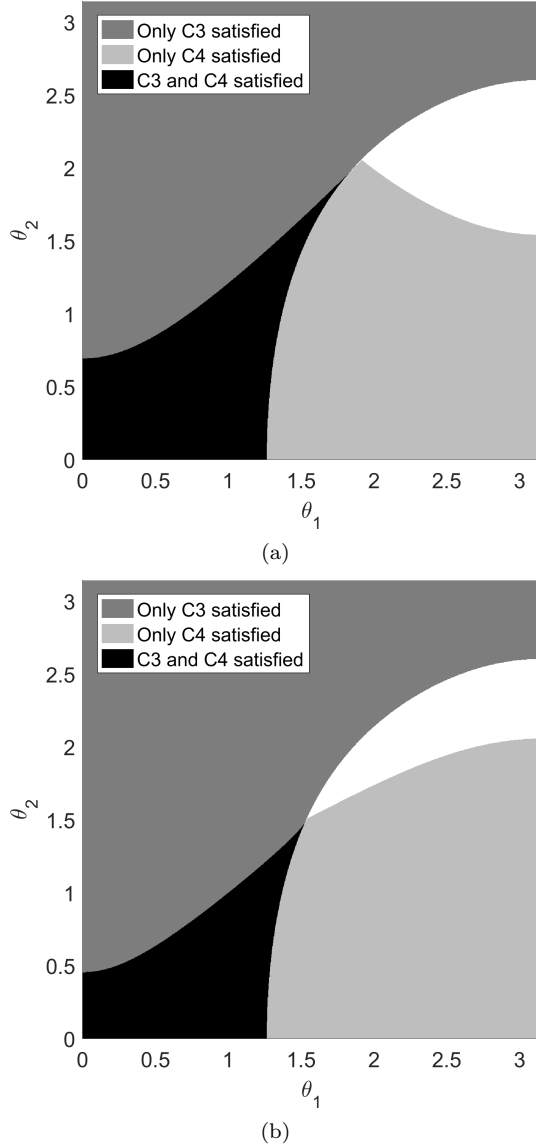 3
2.5
2
1.5
1
0.5
0
θ2
Only C3 satisfied
Only C4 satisfied
C3 and C4 satisfied
0 0.5 1 1.5 2 2.5 3
θ1
(a)
3
2.5
2
1.5
1
0.5
0
θ2
Only C3 satisfied
Only C4 satisfied
C3 and C4 satisfied
0 0.5 1 1.5 2 2.5 3
θ1
(b)